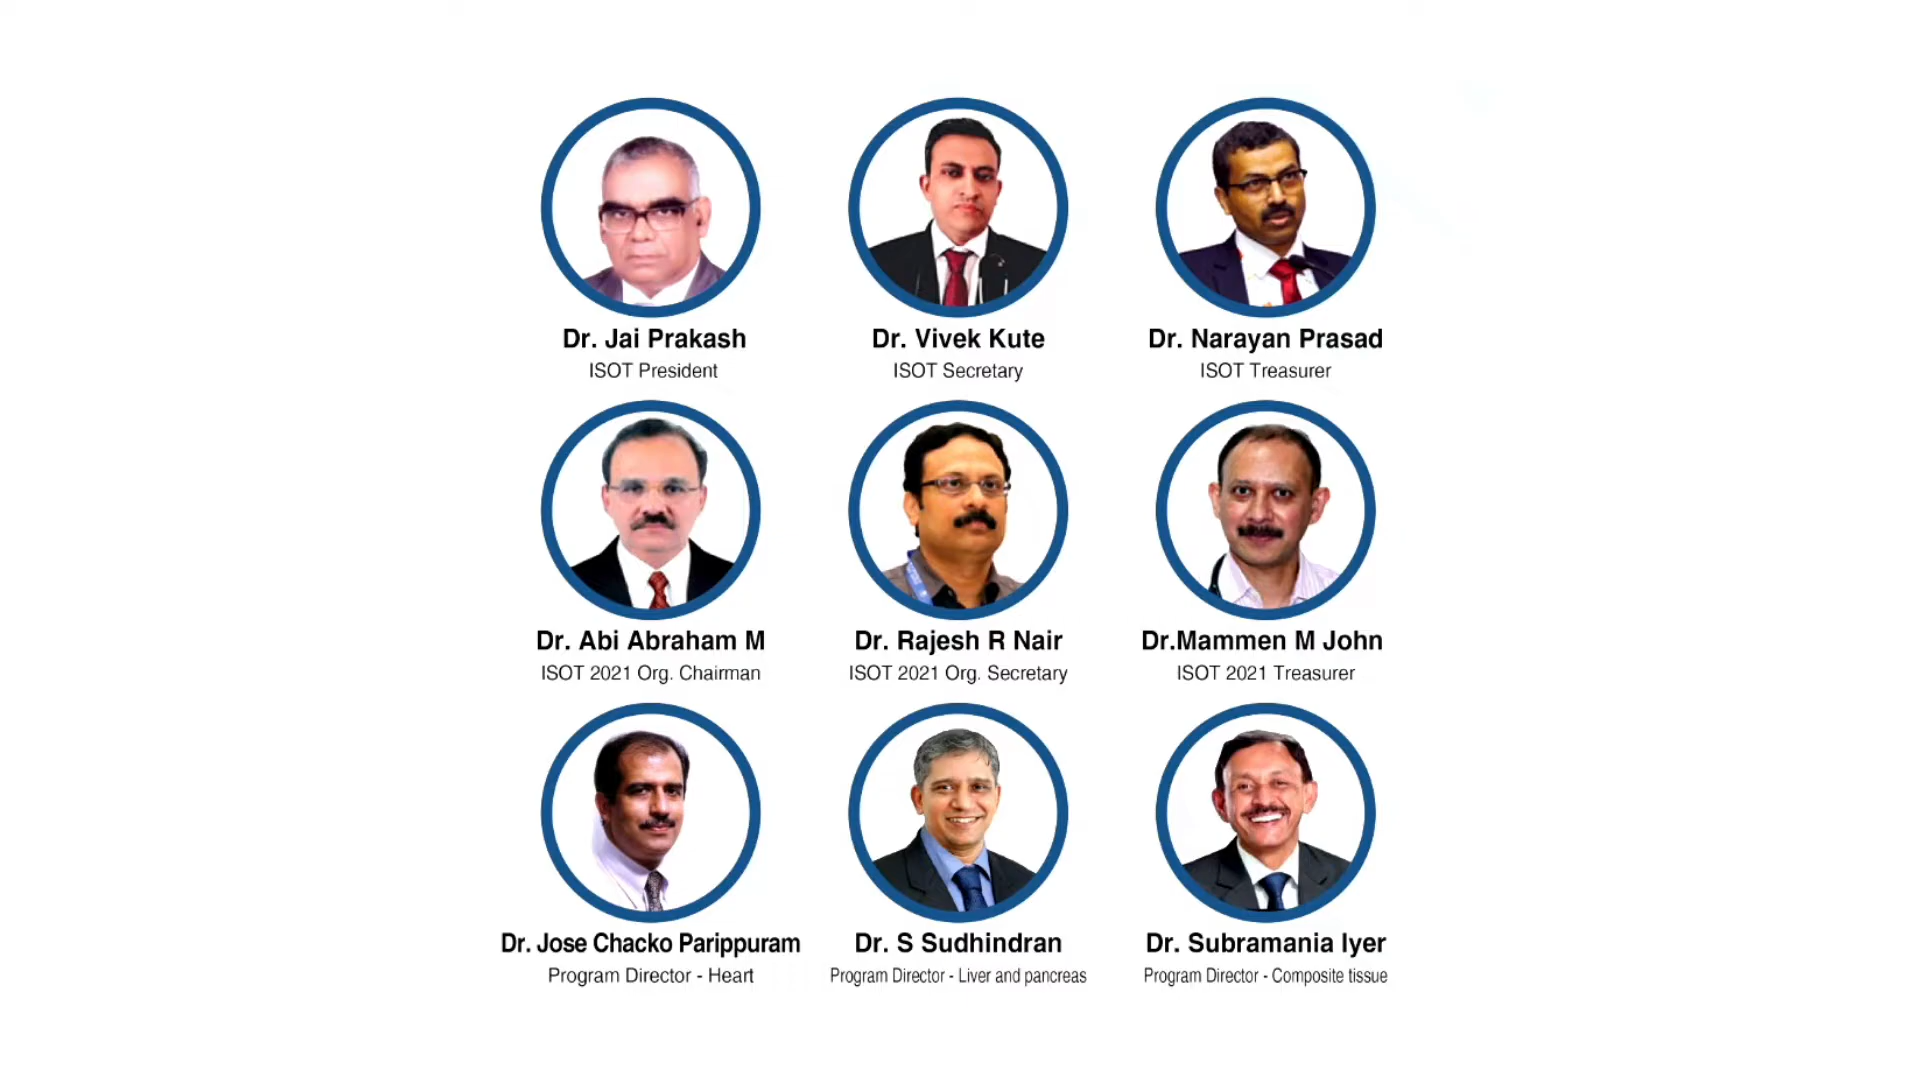 Dr. Jai Prakash
ISOT President
Dr. Vivek Kute
ISOT Secretary
Dr. Narayan Prasad
ISOT Treasurer
Dr. Abi Abraham M
ISOT 2021 Org. Chairman
Dr. Rajesh R Nair
ISOT 2021 Org. Secretary
Dr.Mammen M John
ISOT 2021 Treasurer
Dr. Jose Chacko Parippuram
Program Director - Heart
Dr. S Sudhindran
Program Director - Liver and pancreas
Dr. Subramania Iyer
Program Director - Composite tissue